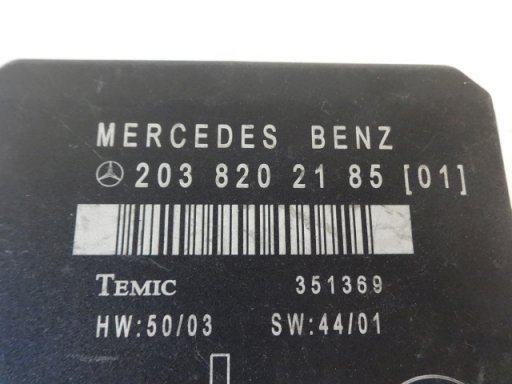 MERCEDES BENZ
203 820 21 85 [01]
TEMIC 351369
HW:50/03 SW:44/01